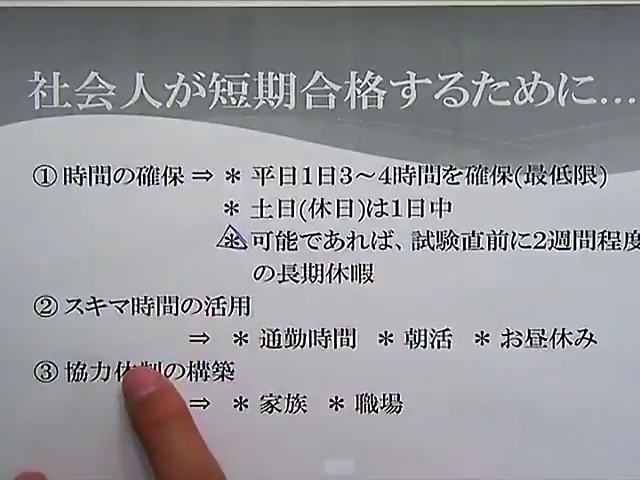 社会人が短期合格するために…
①時間の確保 ⇒ ＊ 平日1日3～4時間を確保(最低限)
＊ 土日(休日)は1日中
＊ 可能であれば、試験直前に2週間程度
の長期休暇
②スキマ時間の活用
⇒ ＊ 通勤時間 ＊ 朝活 ＊ お昼休み
③協力体制の構築
⇒ ＊ 家族 ＊ 職場